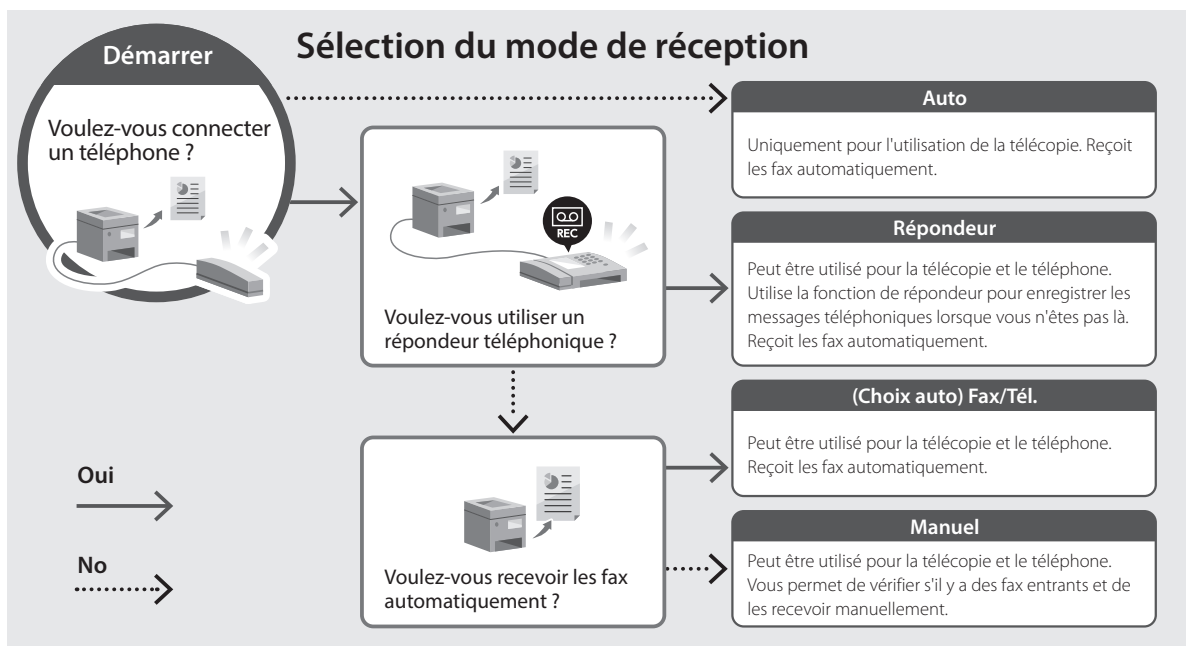 Sélection du mode de réception
Démarrer
Voulez-vous connecter
un téléphone ?
REC
Voulez-vous utiliser un
répondeur téléphonique ?
Voulez-vous recevoir les fax
automatiquement ?
Auto
Uniquement pour l'utilisation de la télécopie. Reçoit
les fax automatiquement.
Répondeur
Peut être utilisé pour la télécopie et le téléphone.
Utilise la fonction de répondeur pour enregistrer les
messages téléphoniques lorsque vous n'êtes pas là.
Reçoit les fax automatiquement.
(Choix auto) Fax/Tél.
Peut être utilisé pour la télécopie et le téléphone.
Reçoit les fax automatiquement.
Manuel
Peut être utilisé pour la télécopie et le téléphone.
Vous permet de vérifier s'il y a des fax entrants et de
les recevoir manuellement.
Oui
No